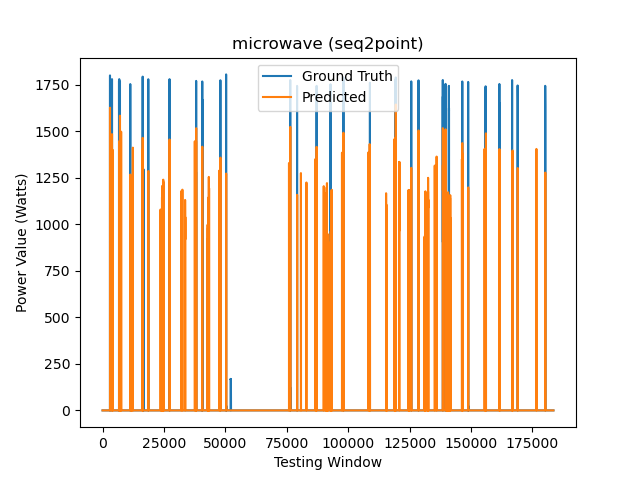 microwave (seq2point)
Ground Truth
Predicted
Power Value (Watts)
1750
1500
1250
1000
750
500
250
0
0 25000 50000 75000 100000 125000 150000 175000
Testing Window